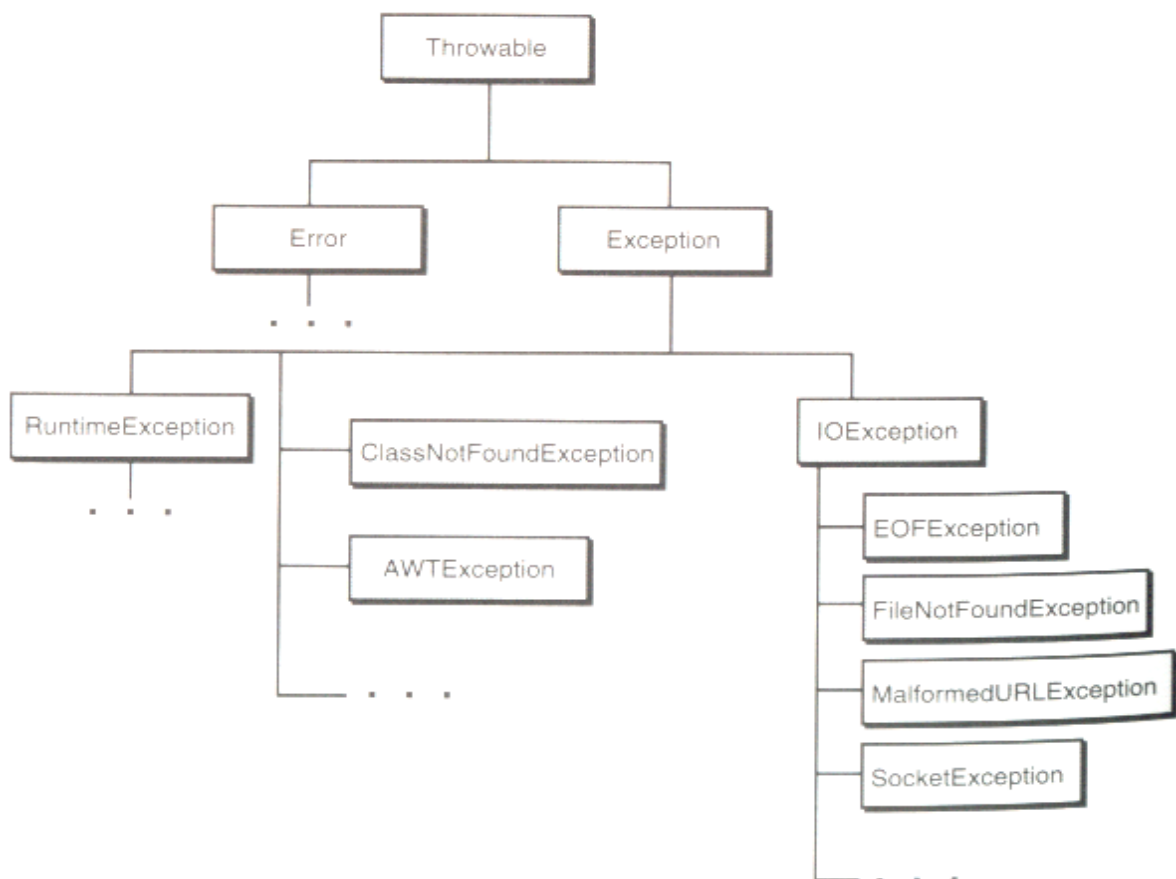 Throwable
Error
Exception
. . .
RuntimeException
. . .
ClassNotFoundException
AWTException
. . .
IOException
EOFException
FileNotFoundException
MalformedURLException
SocketException